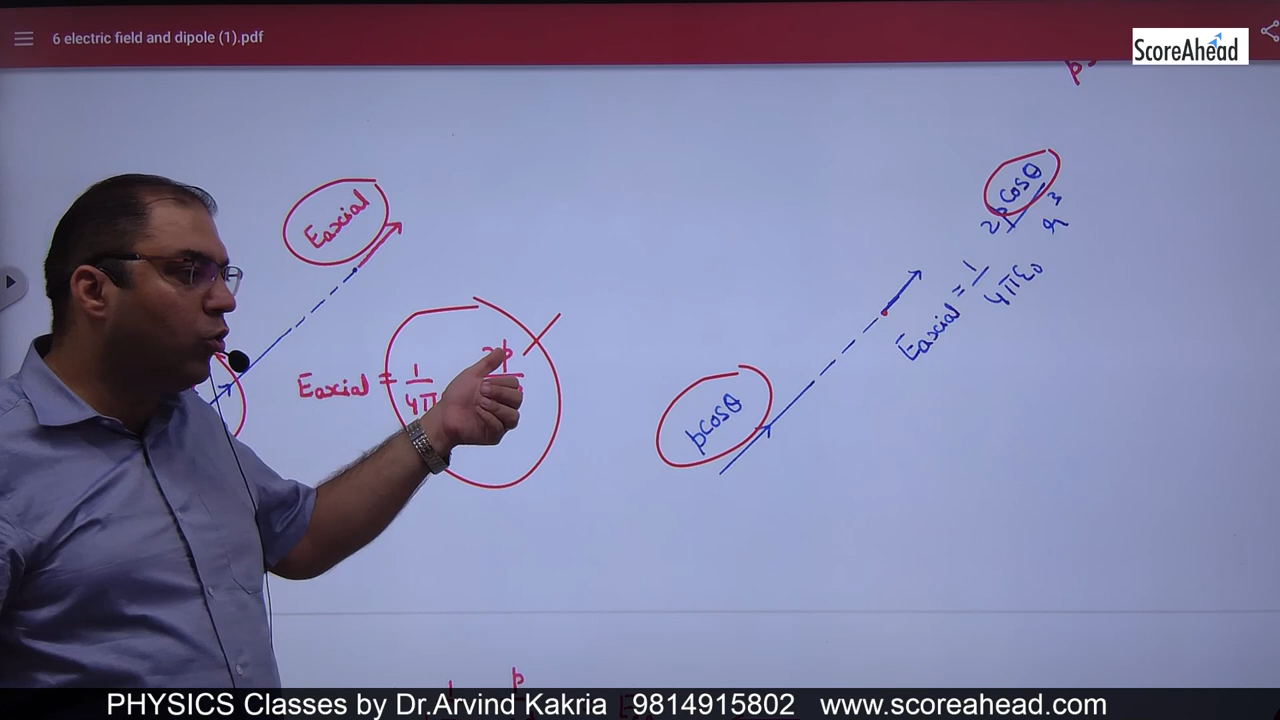 6 electric field and dipole (1).pdf
ScoreAhead
Eaxial
Eaxial = 1
4π
pcosθ
Eaxial = 1 2pcosθ
4πε₀ r³
p
PHYSICS Classes by Dr.Arvind Kakria 9814915802 www.scoreahead.com